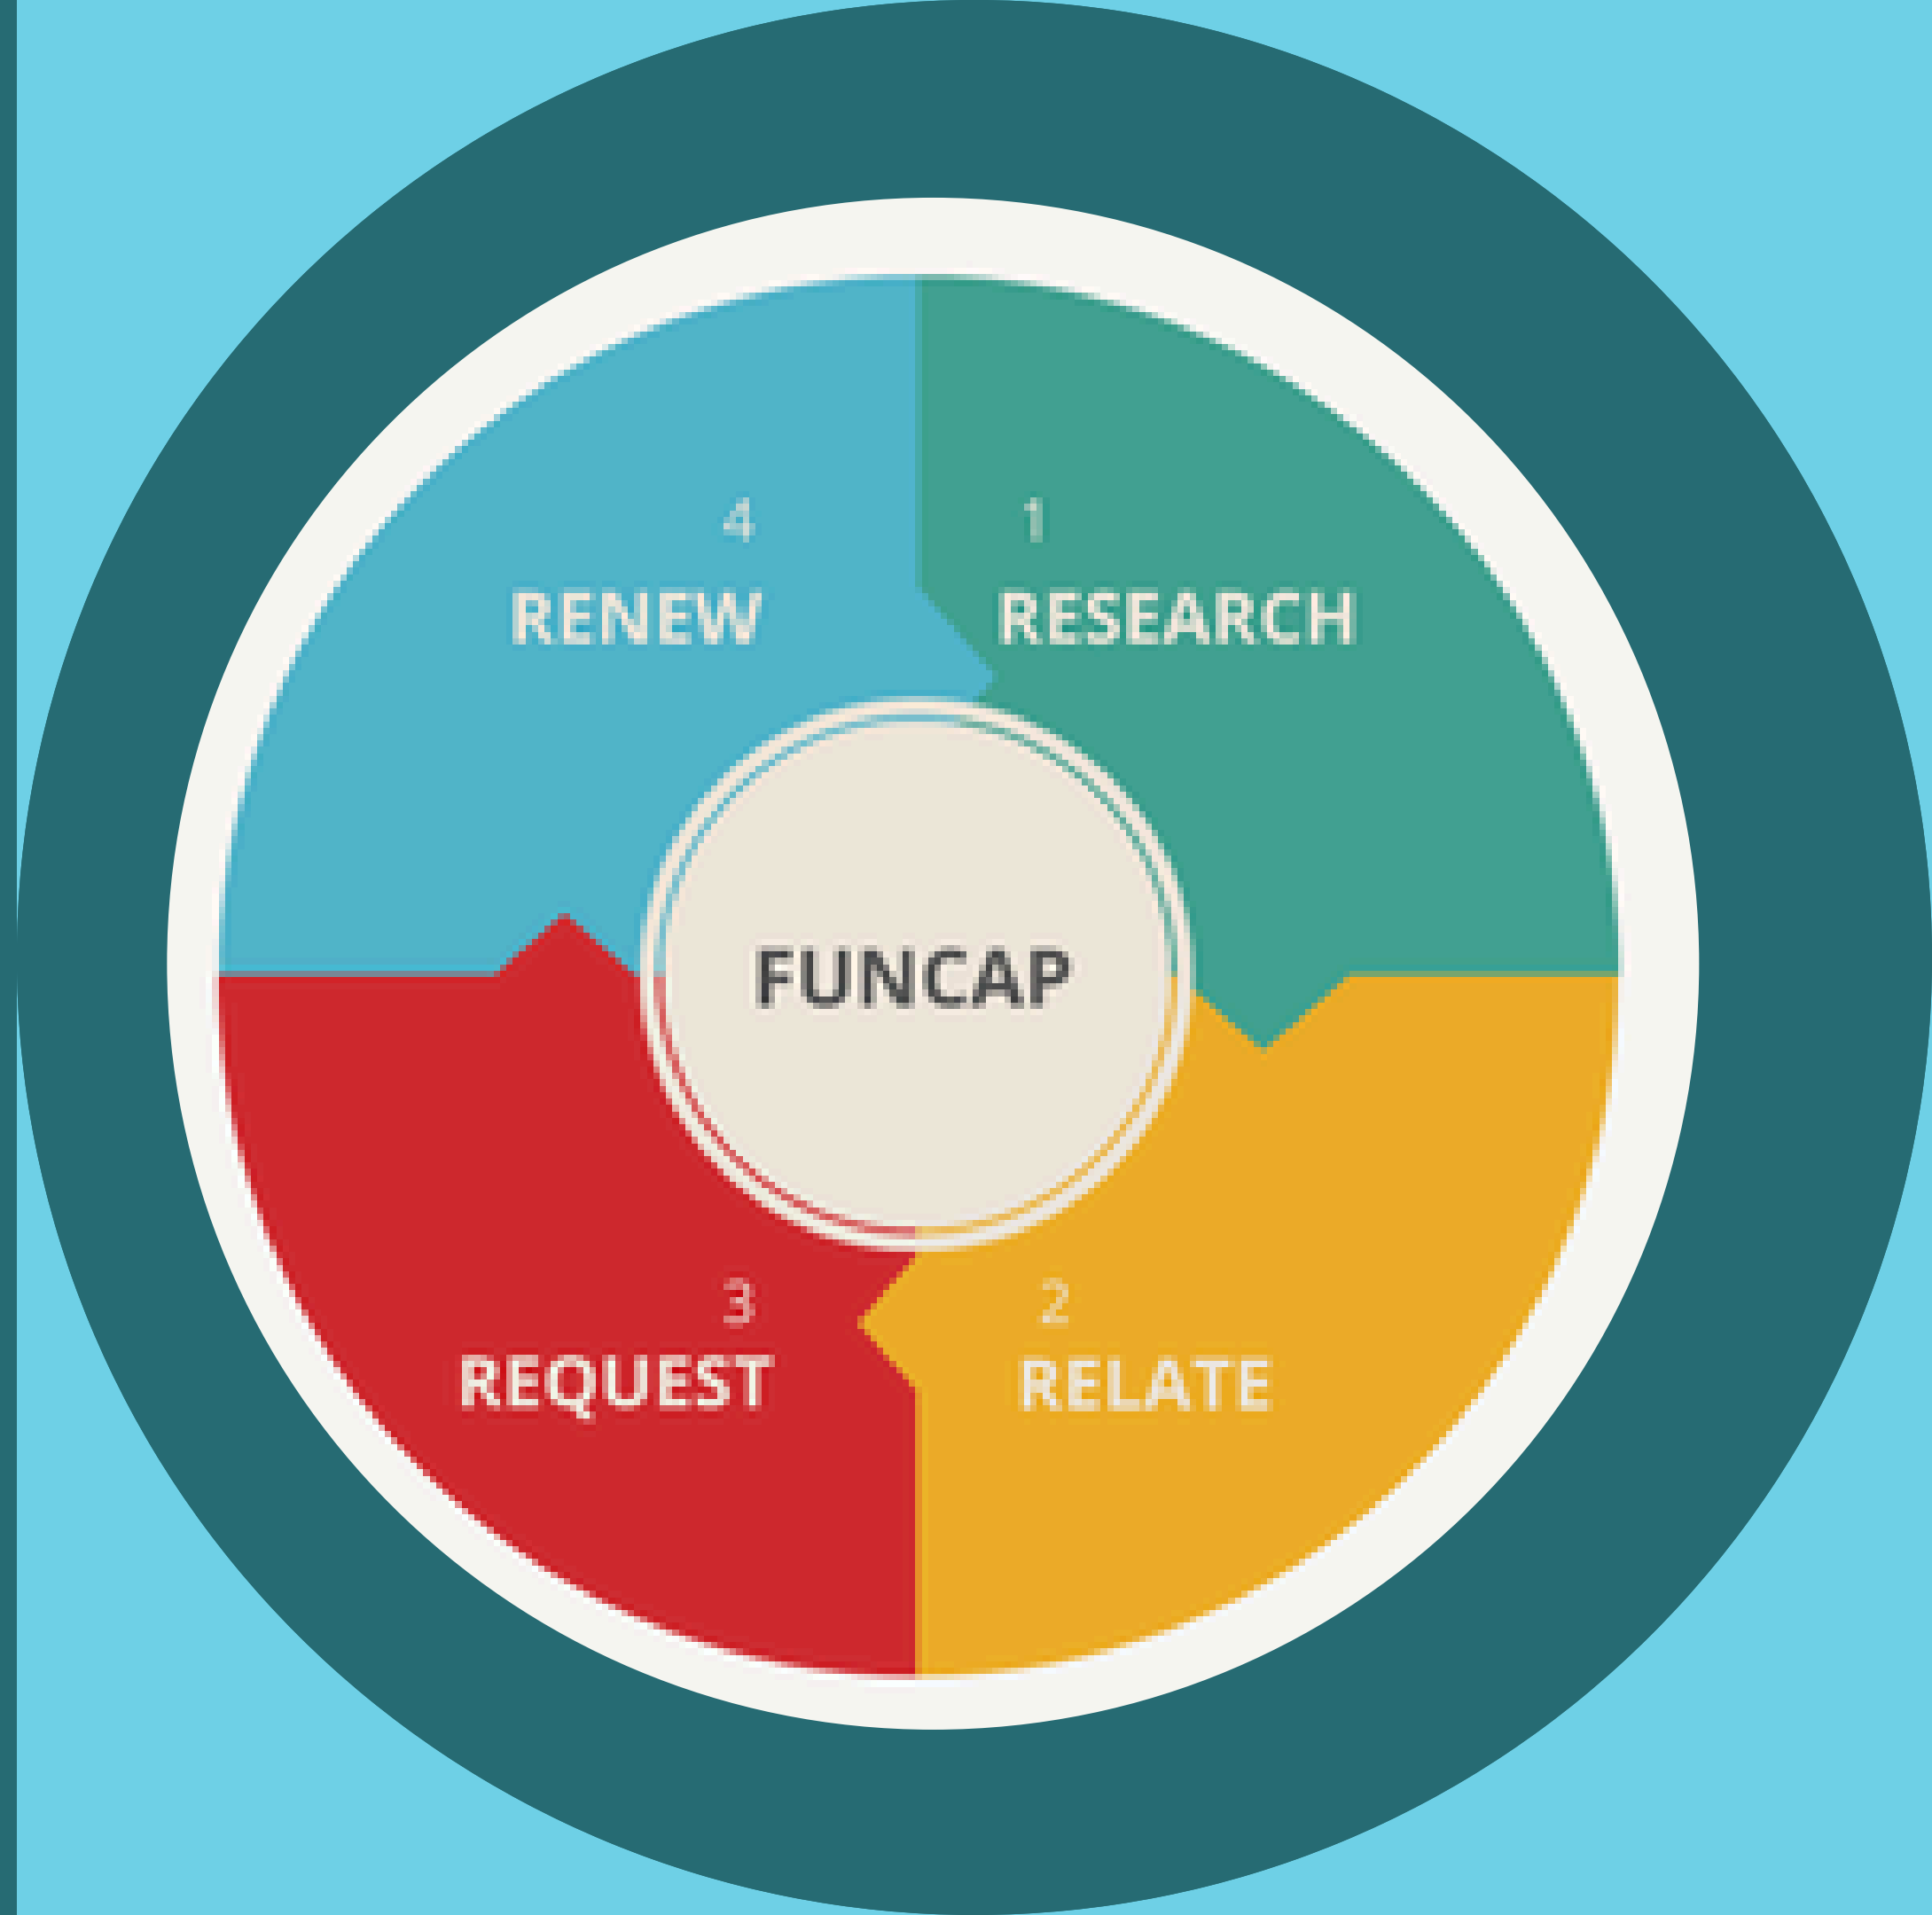 4
RENEW
1
RESEARCH
FUNCAP
3
REQUEST
2
RELATE